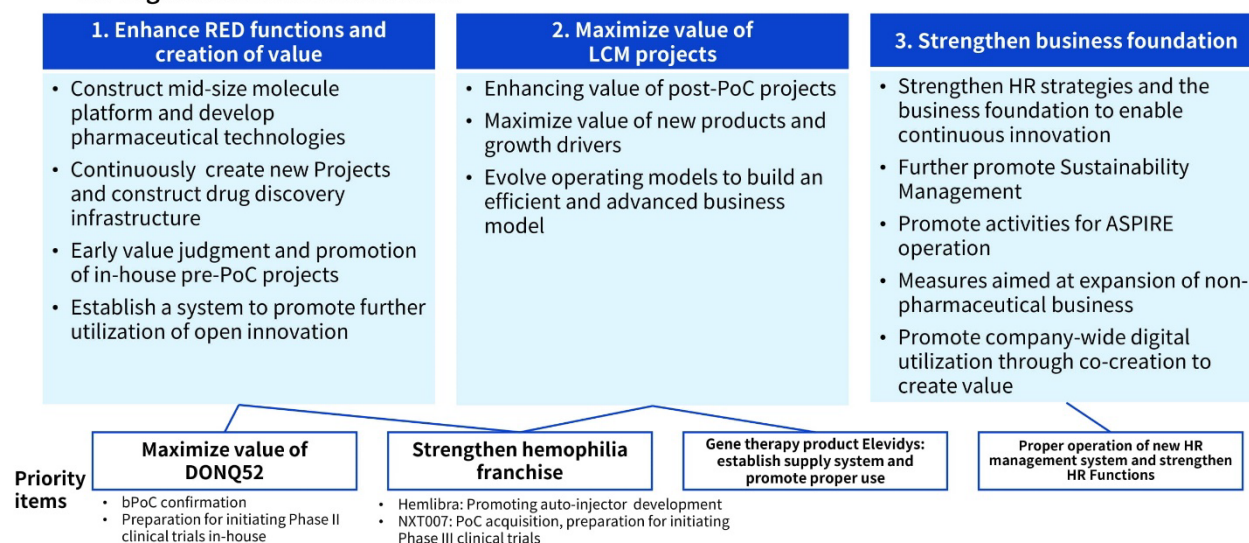 1. Enhance RED functions and
creation of value
• Construct mid-size molecule
platform and develop
pharmaceutical technologies
• Continuously create new Projects
and construct drug discovery
infrastructure
• Early value judgment and promotion
of in-house pre-PoC projects
• Establish a system to promote further
utilization of open innovation
2. Maximize value of
LCM projects
• Enhancing value of post-PoC projects
• Maximize value of new products and
growth drivers
• Evolve operating models to build an
efficient and advanced business
model
3. Strengthen business foundation
• Strengthen HR strategies and the
business foundation to enable
continuous innovation
• Further promote Sustainability
Management
• Promote activities for ASPIRE
operation
• Measures aimed at expansion of non-
pharmaceutical business
• Promote company-wide digital
utilization through co-creation to
create value
Priority
items
Maximize value of
DONQ52
• bPoC confirmation
• Preparation for initiating Phase II
clinical trials in-house
Strengthen hemophilia
franchise
• Hemlibra: Promoting auto-injector development
• NXT007: PoC acquisition, preparation for initiating
Phase III clinical trials
Gene therapy product Elevidys:
establish supply system and
promote proper use
Proper operation of new HR
management system and strengthen
HR Functions